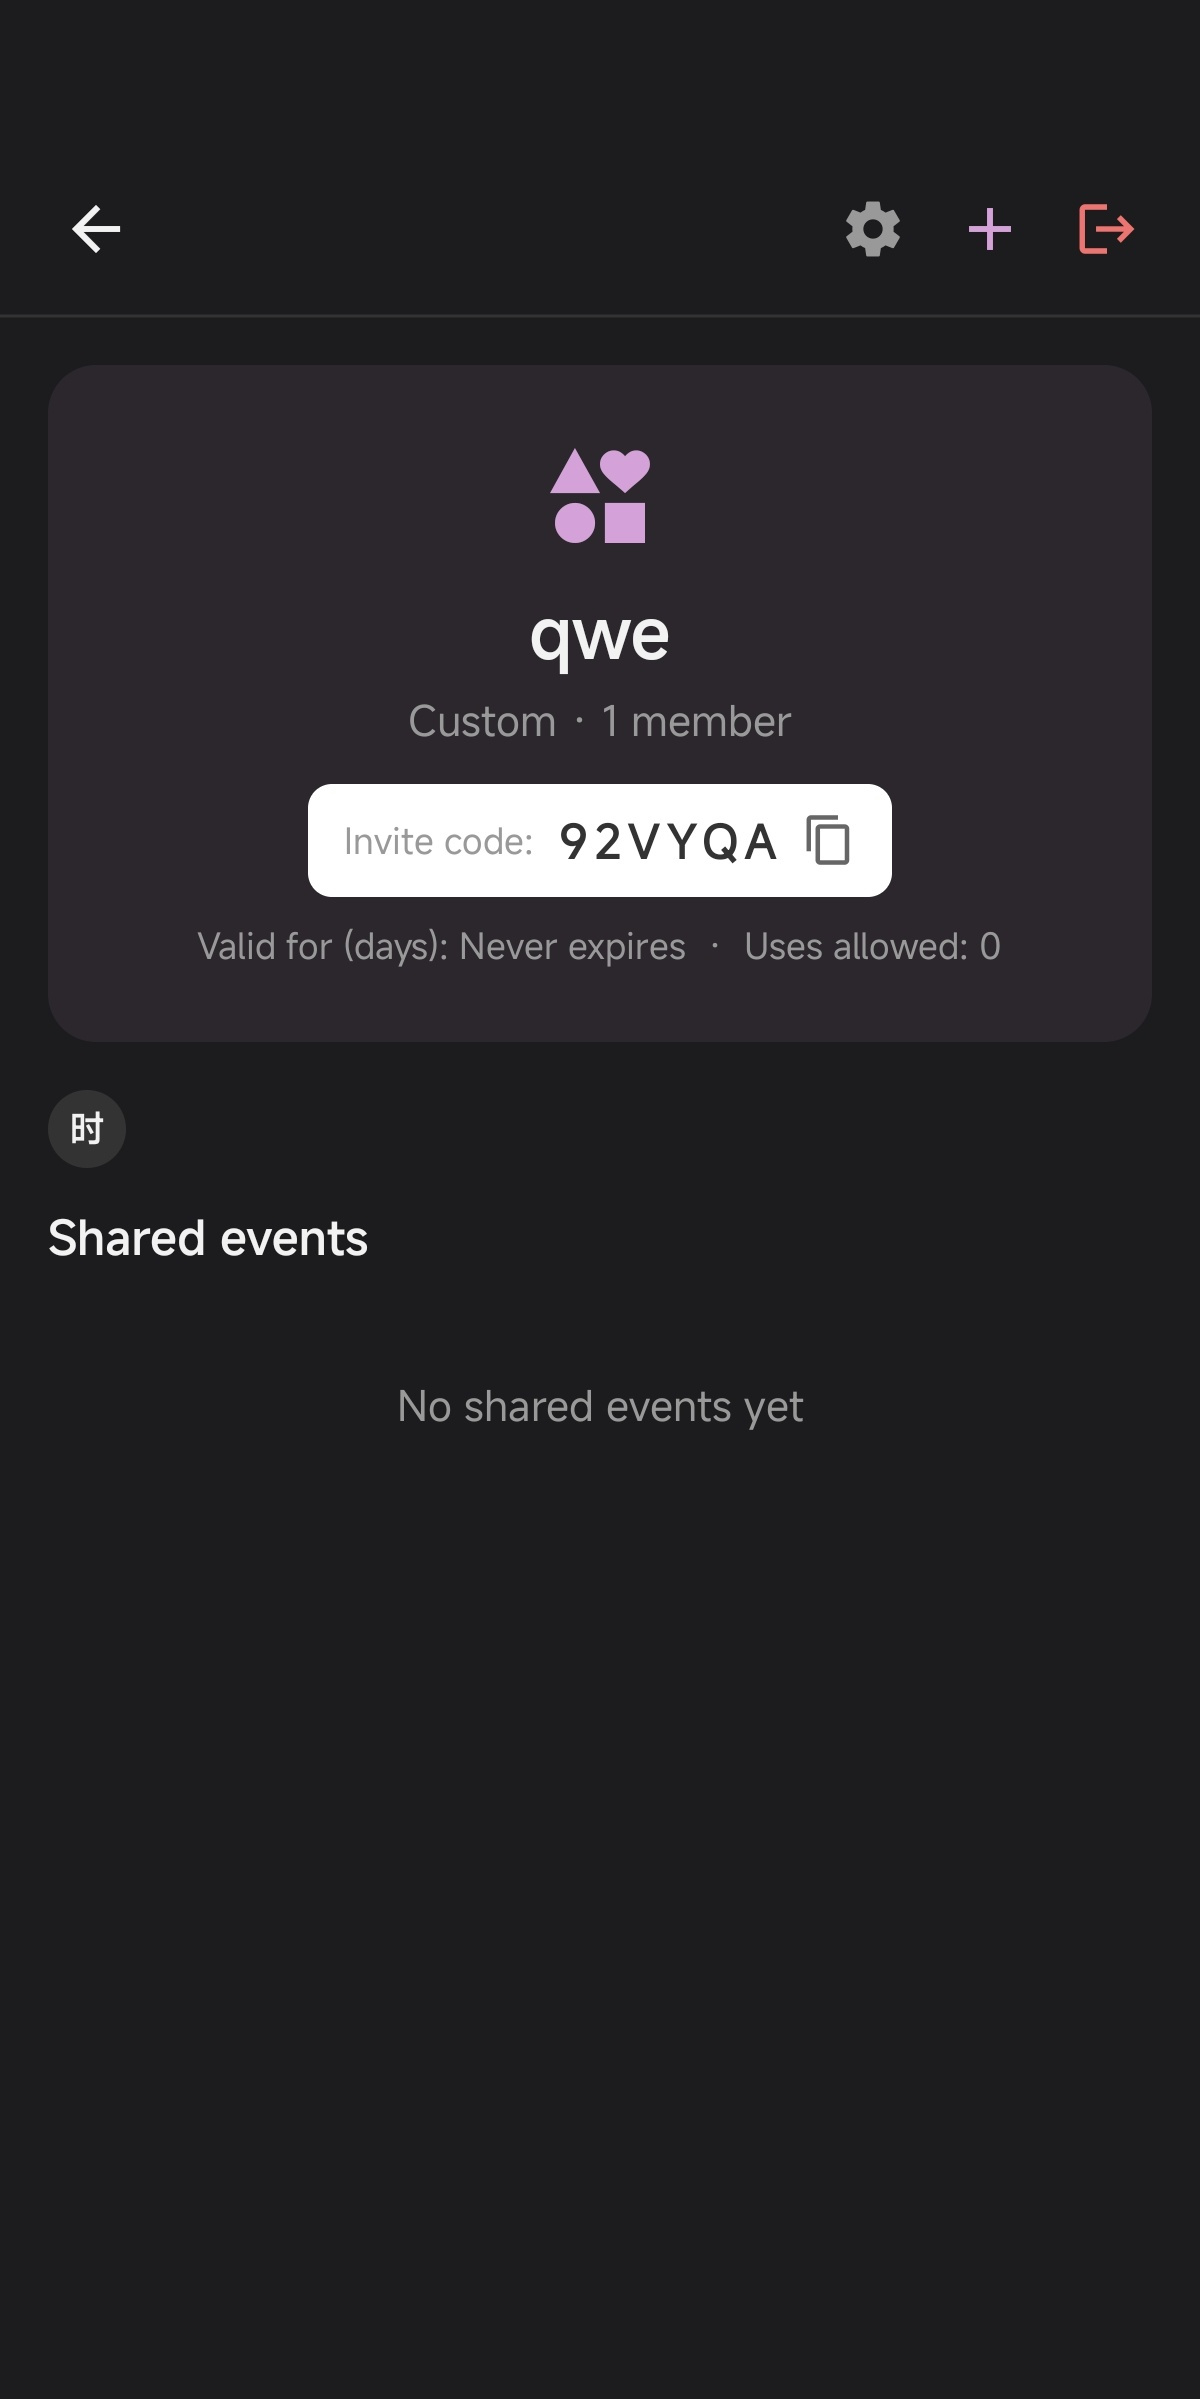 qwe
Custom · 1 member
Invite code: 92VYQA
Valid for (days): Never expires · Uses allowed: 0
时
Shared events
No shared events yet